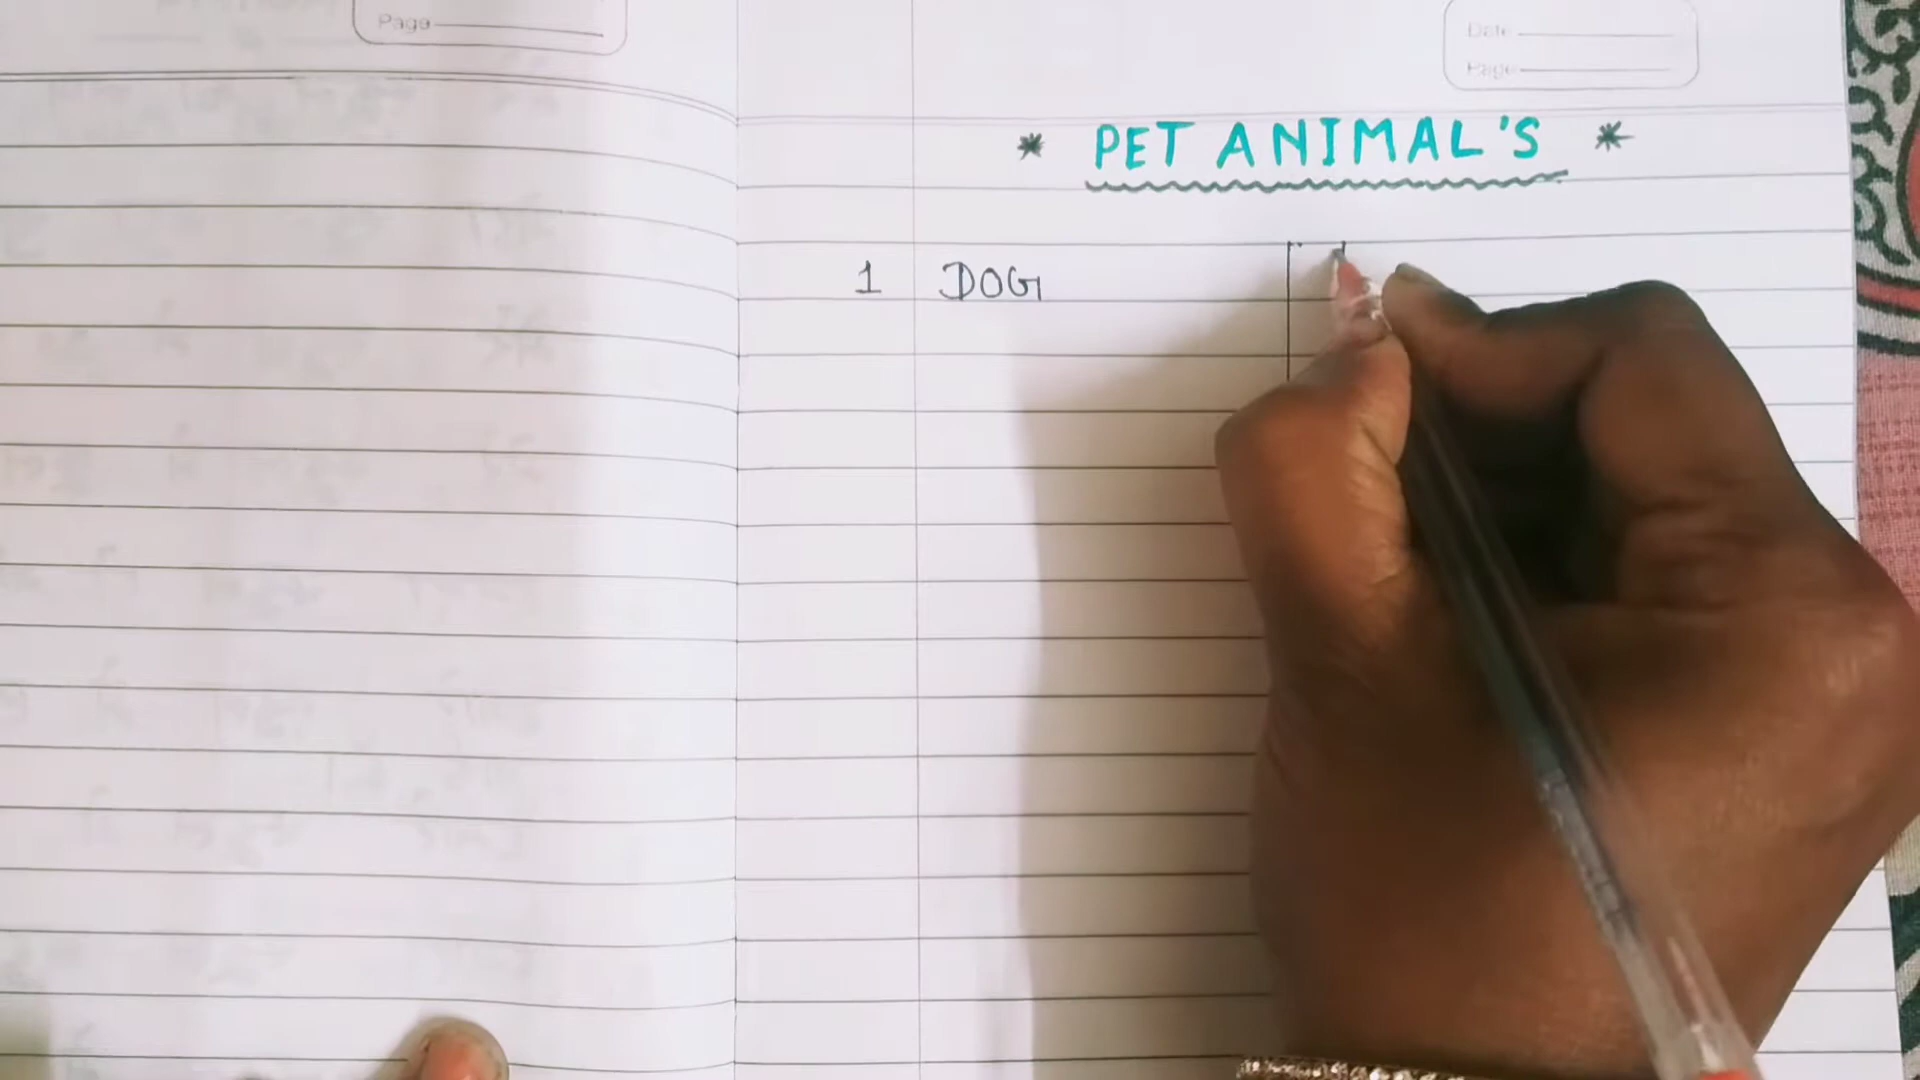 Page
Date
Page
* PET ANIMAL'S *
1 DOG